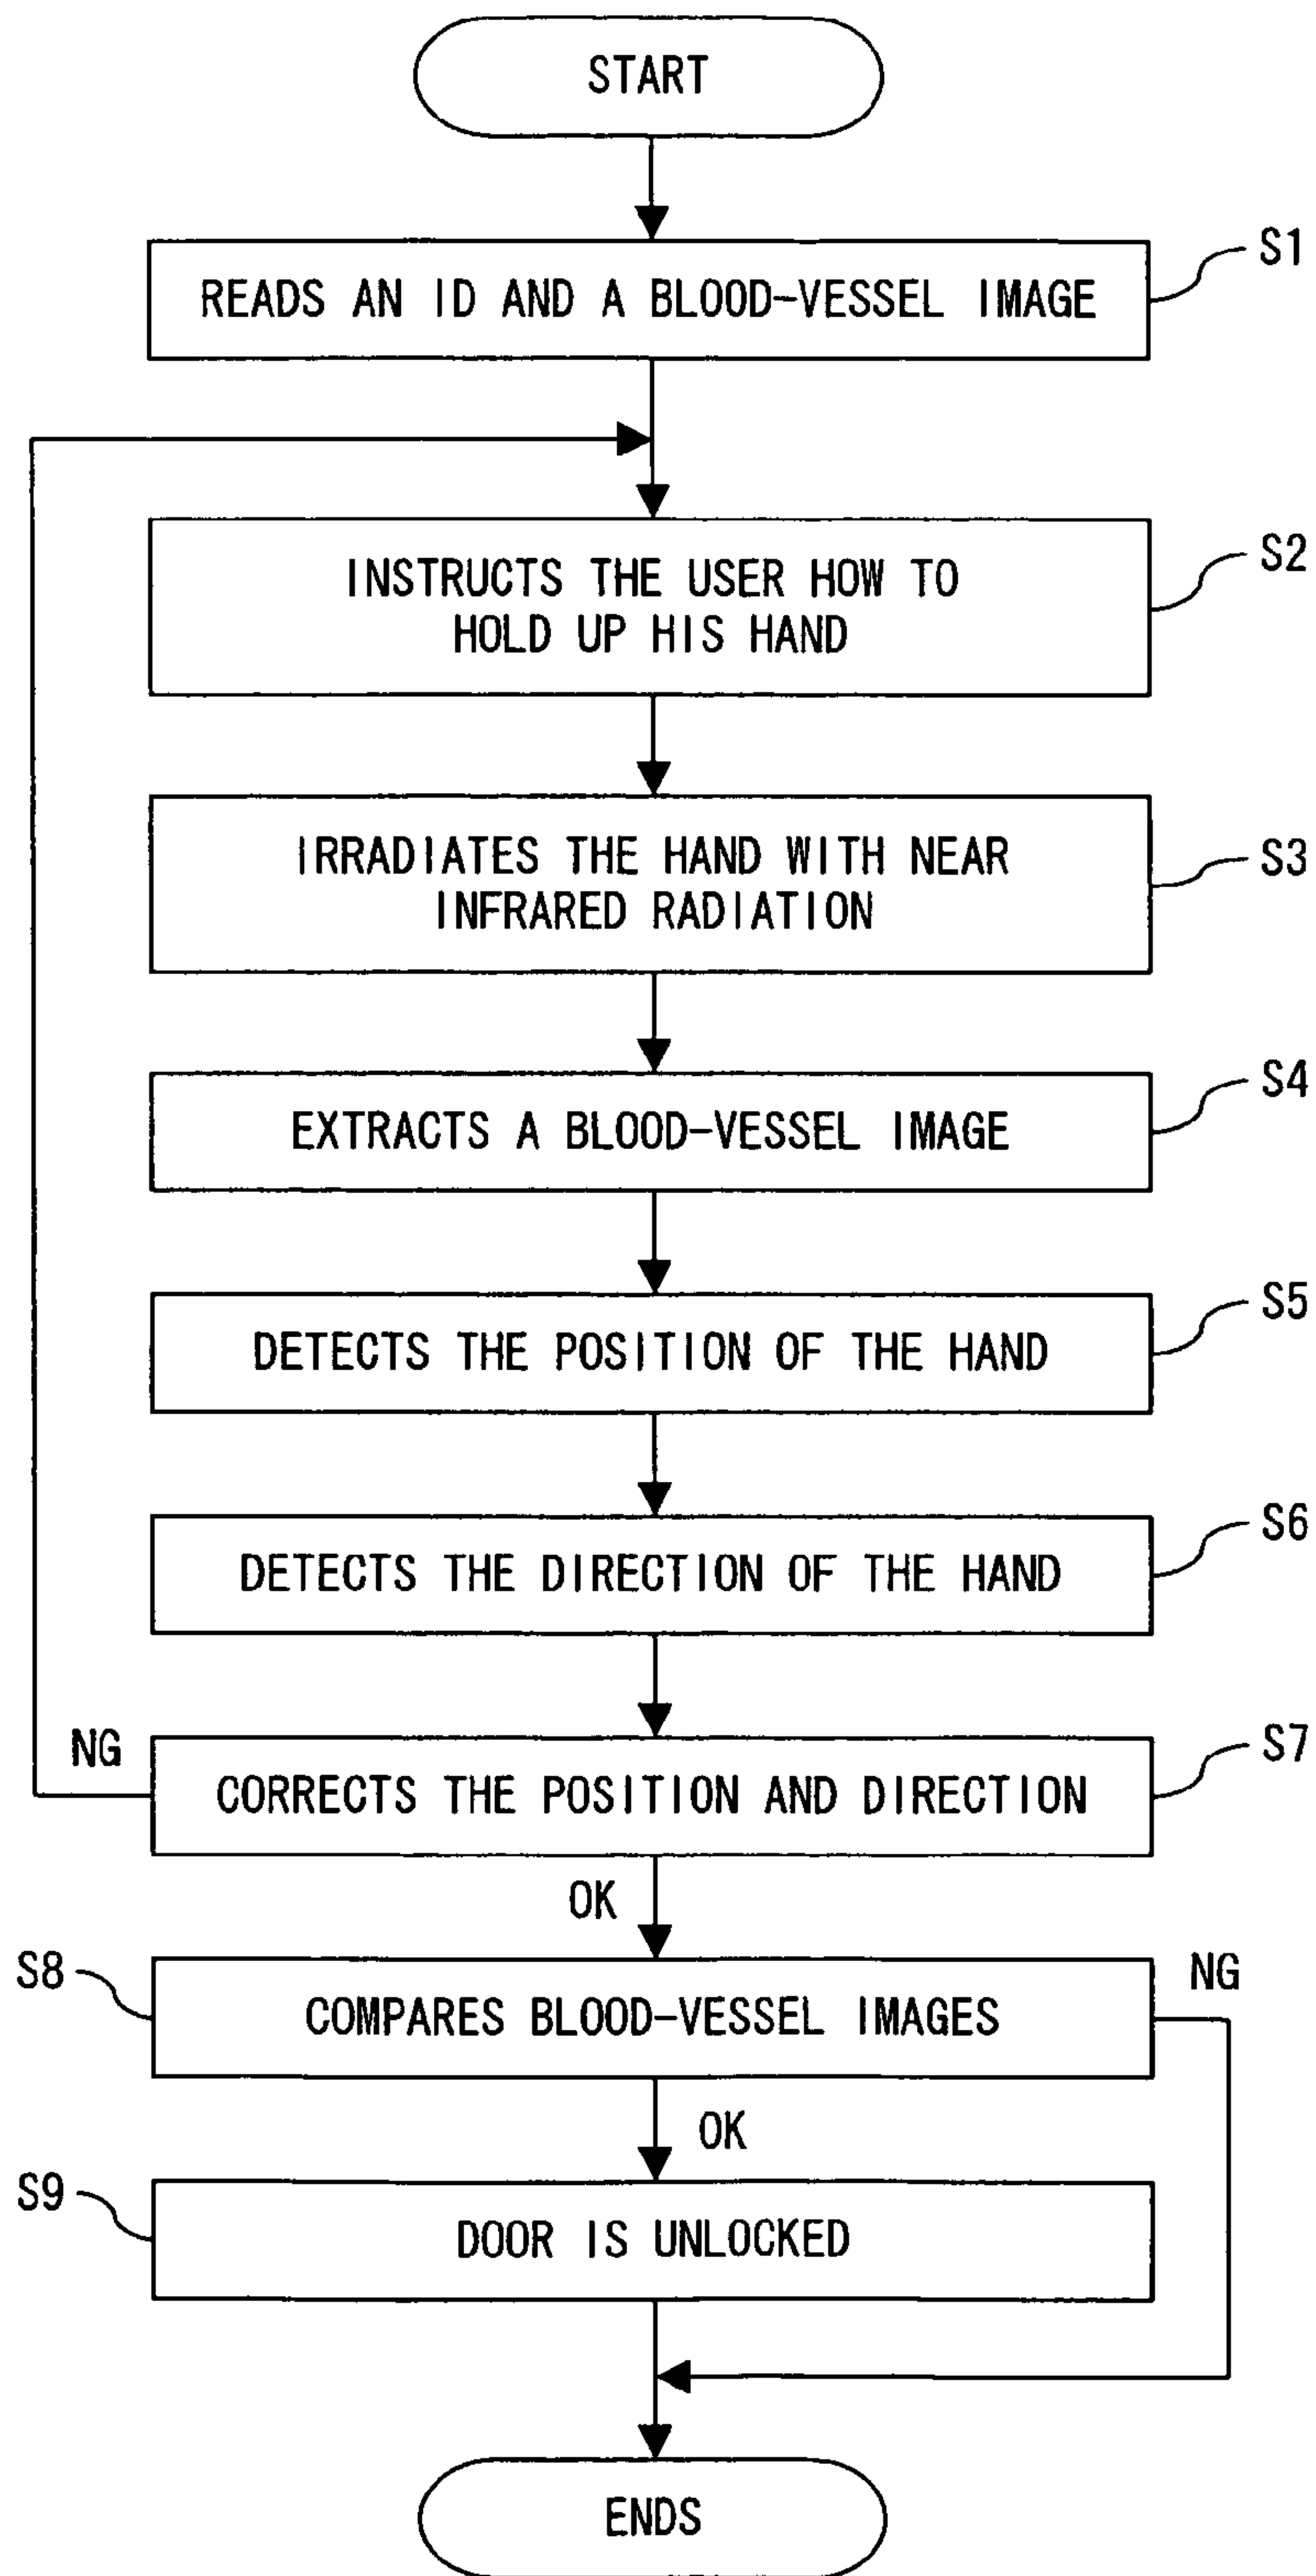 START
S1
READS AN ID AND A BLOOD-VESSEL IMAGE
S2
INSTRUCTS THE USER HOW TO
HOLD UP HIS HAND
S3
IRRADIATES THE HAND WITH NEAR
INFRARED RADIATION
S4
EXTRACTS A BLOOD-VESSEL IMAGE
S5
DETECTS THE POSITION OF THE HAND
S6
DETECTS THE DIRECTION OF THE HAND
NG
S7
CORRECTS THE POSITION AND DIRECTION
OK
S8
NG
COMPARES BLOOD-VESSEL IMAGES
OK
S9
DOOR IS UNLOCKED
ENDS